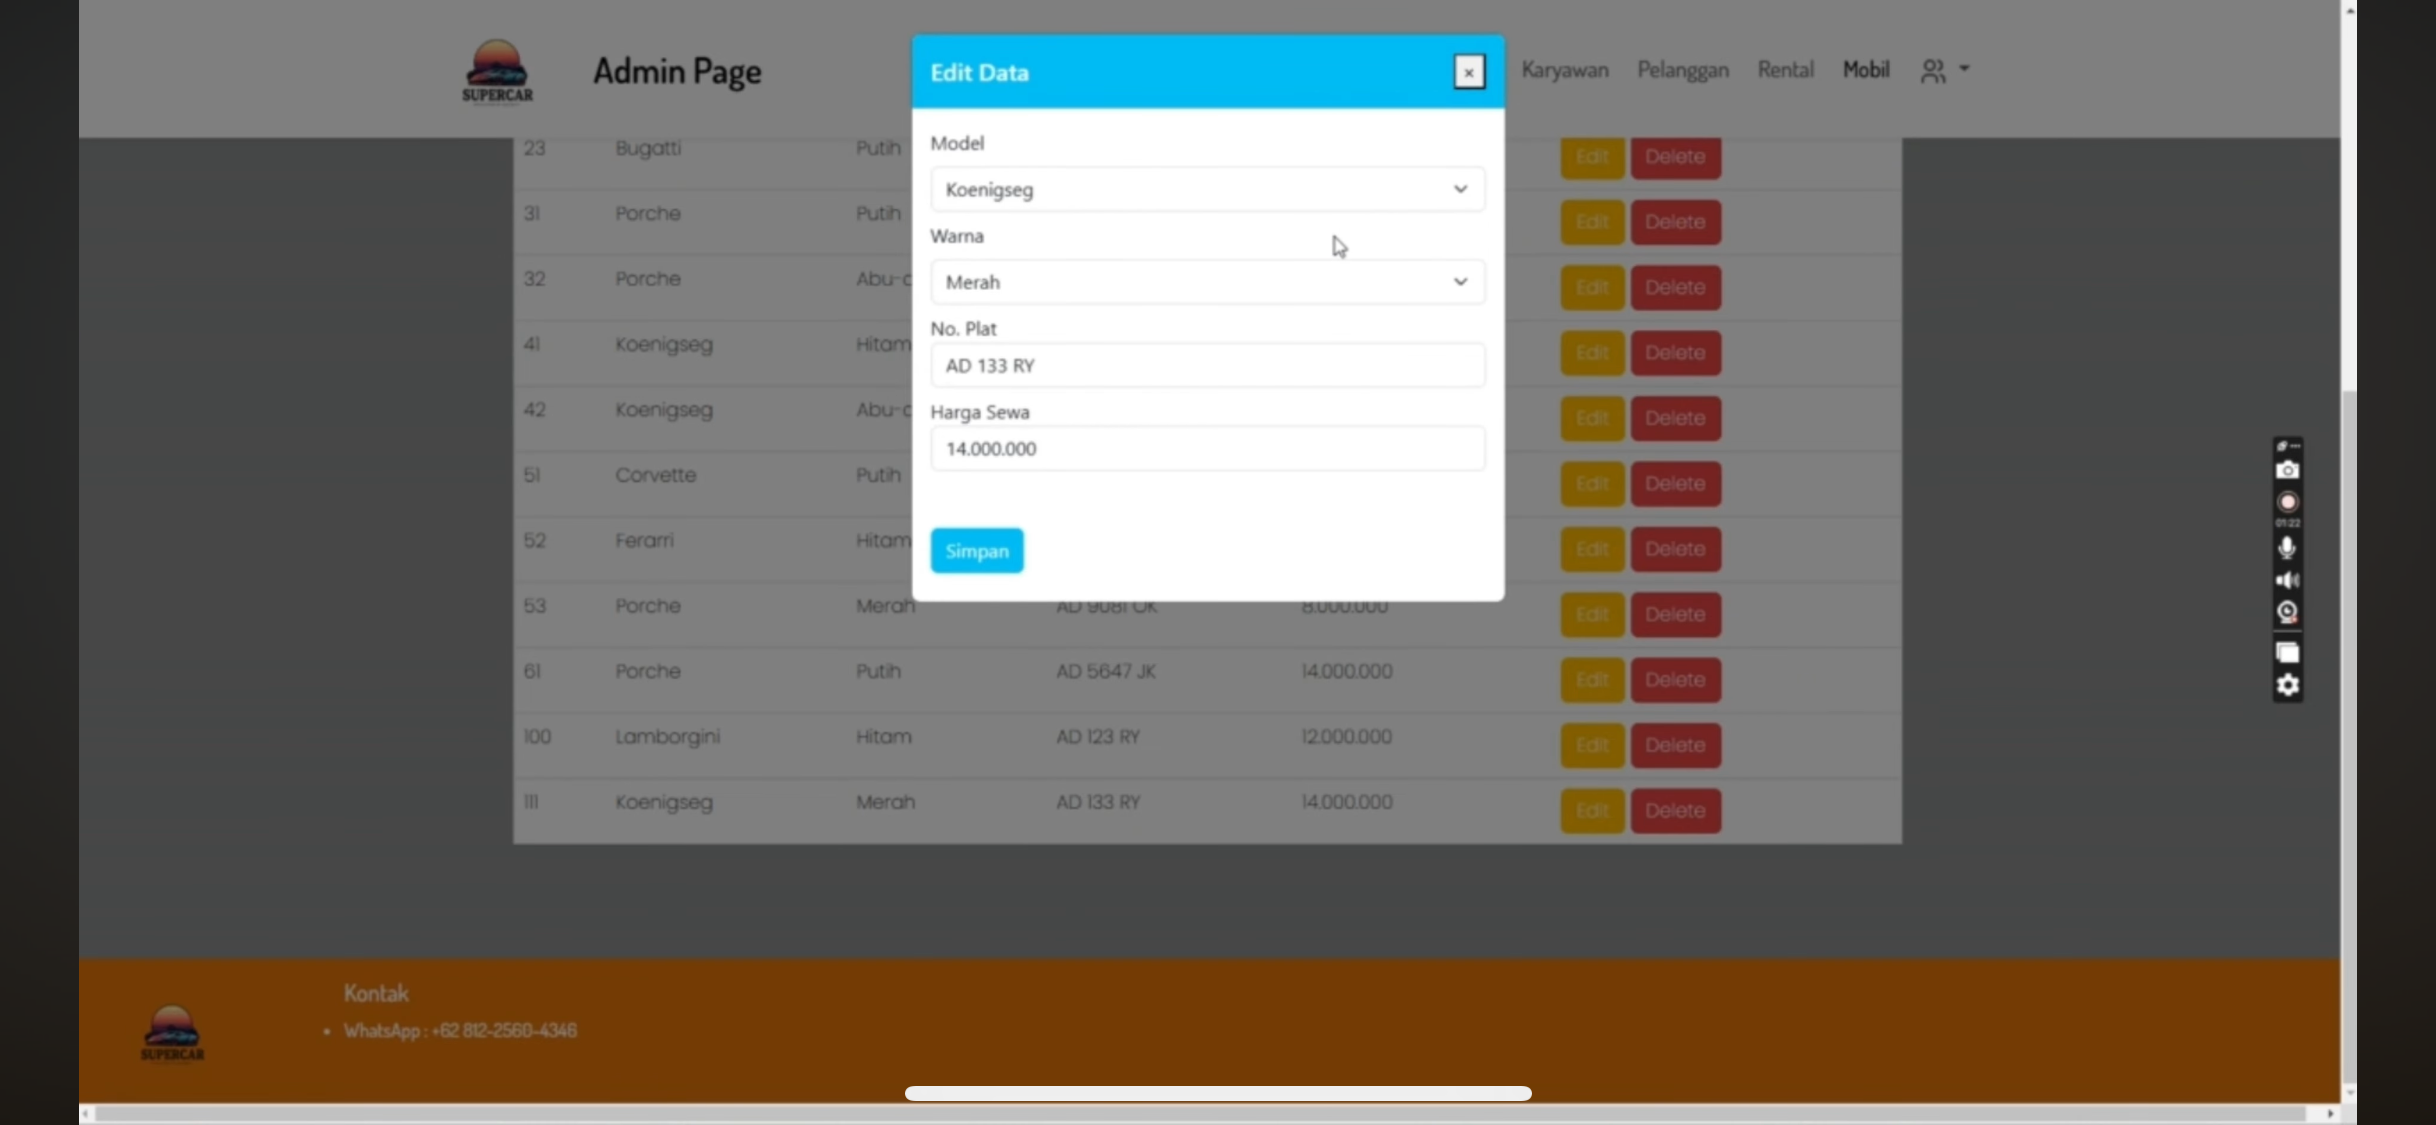 SUPERCAR
Admin Page
Karyawan Pelanggan Rental Mobil
Edit Data
×
Model
Koenigseg
Warna
Merah
No. Plat
AD 133 RY
Harga Sewa
14.000.000
Simpan
23 Bugatti Putih Edit Delete
31 Porche Putih Edit Delete
32 Porche Abu- Edit Delete
41 Koenigseg Hitam Edit Delete
42 Koenigseg Abu- Edit Delete
51 Corvette Putih Edit Delete
52 Ferarri Hitam Edit Delete
53 Porche Merah AD 9081 OK 8.000.000 Edit Delete
61 Porche Putih AD 5647 JK 14.000.000 Edit Delete
100 Lamborgini Hitam AD 123 RY 12.000.000 Edit Delete
111 Koenigseg Merah AD 133 RY 14.000.000 Edit Delete
01:22
Kontak
• WhatsApp : +62 812-2560-4346
SUPERCAR